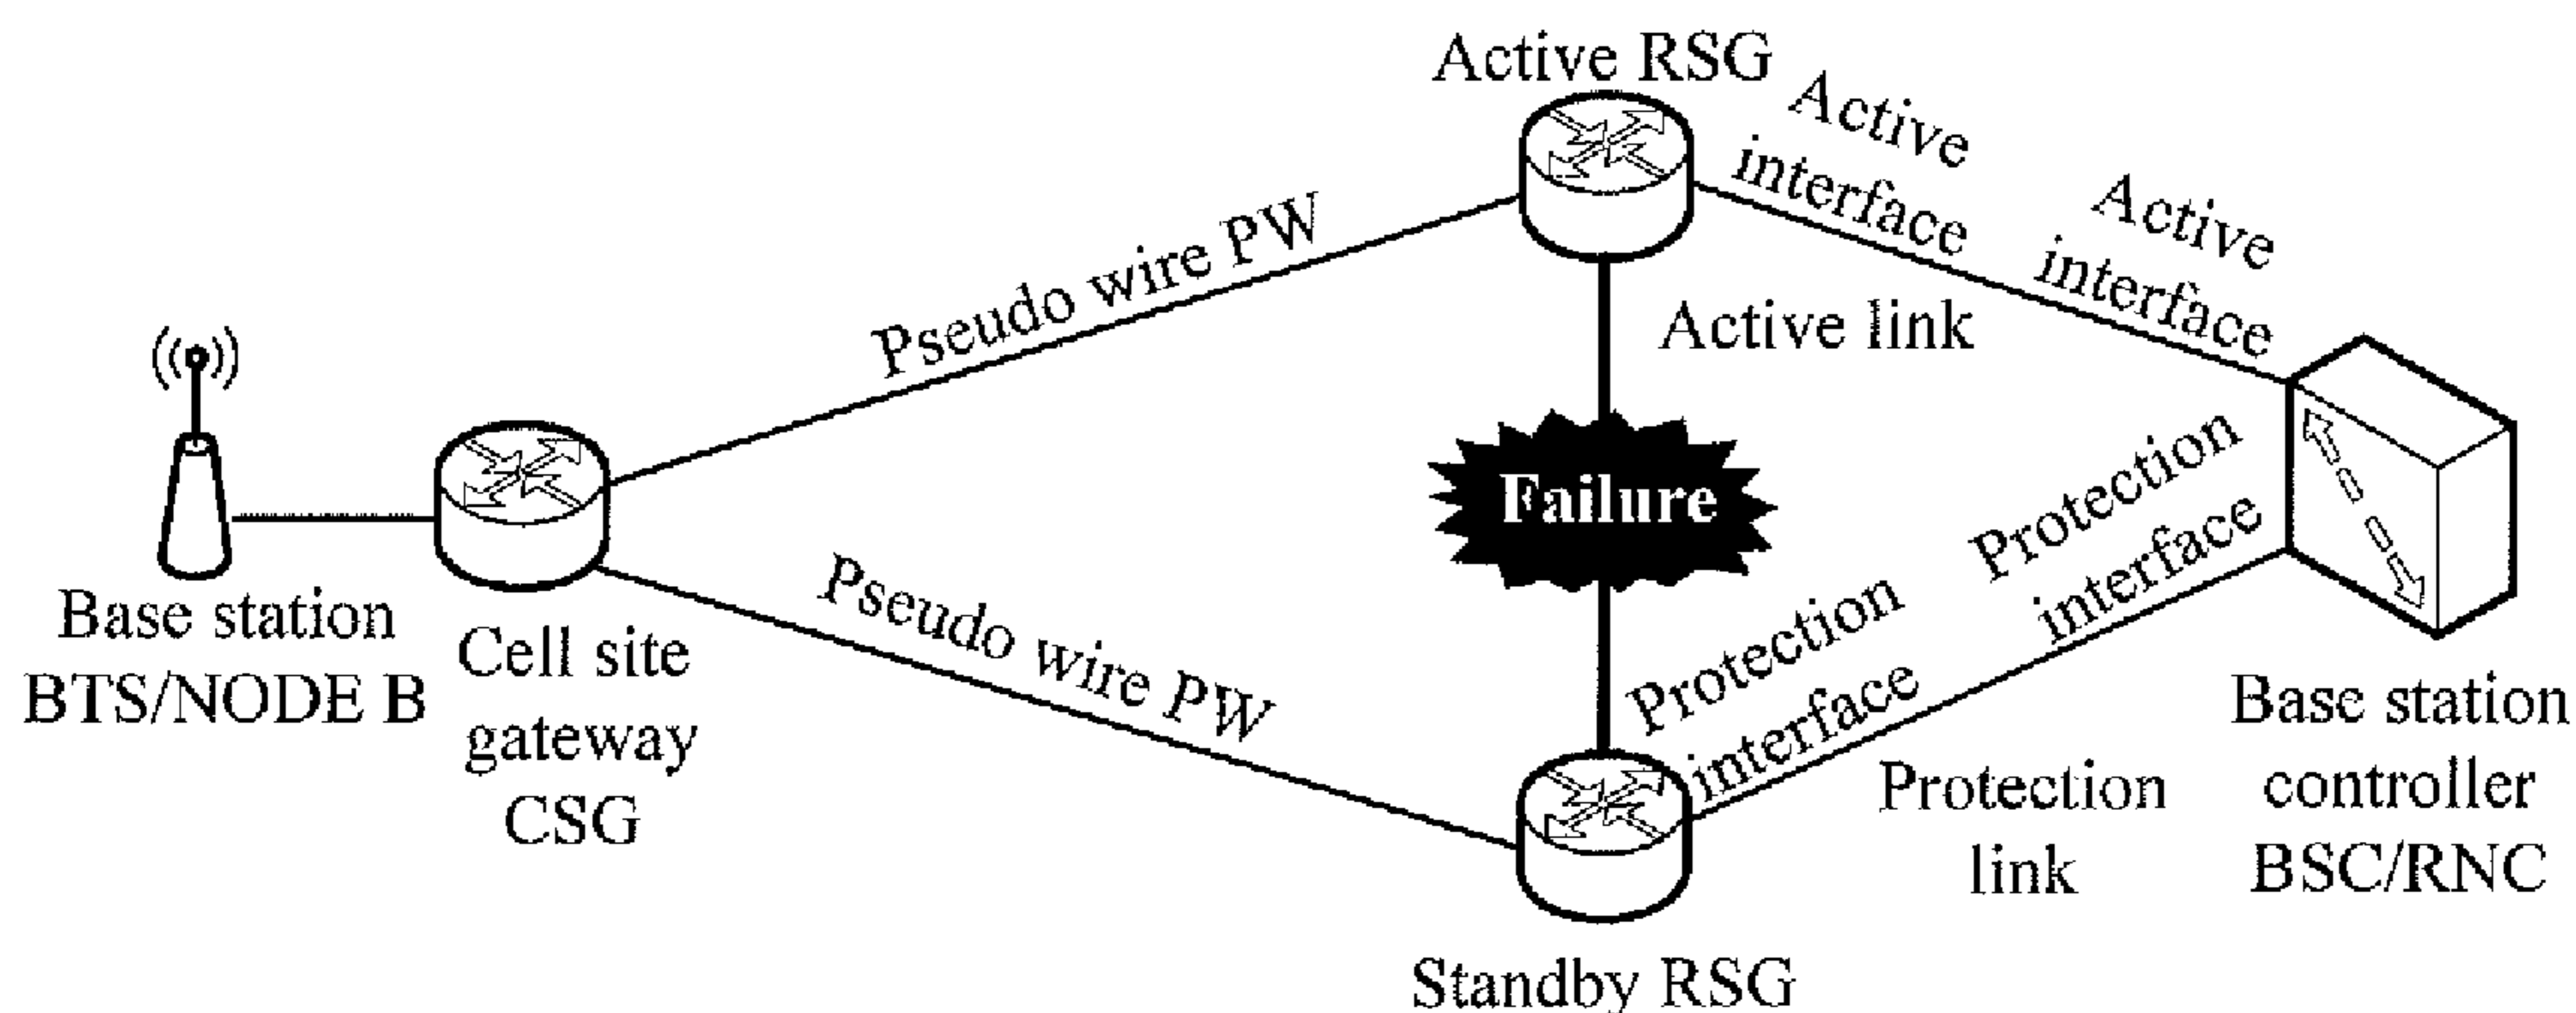 Active RSG
Active
interface
Active
interface
Pseudo wire PW
Active link
Failure
Base station
BTS/NODE B
Cell site
gateway
CSG
Pseudo wire PW
Protection
interface
Protection
interface
Protection
link
Base station
controller
BSC/RNC
Standby RSG